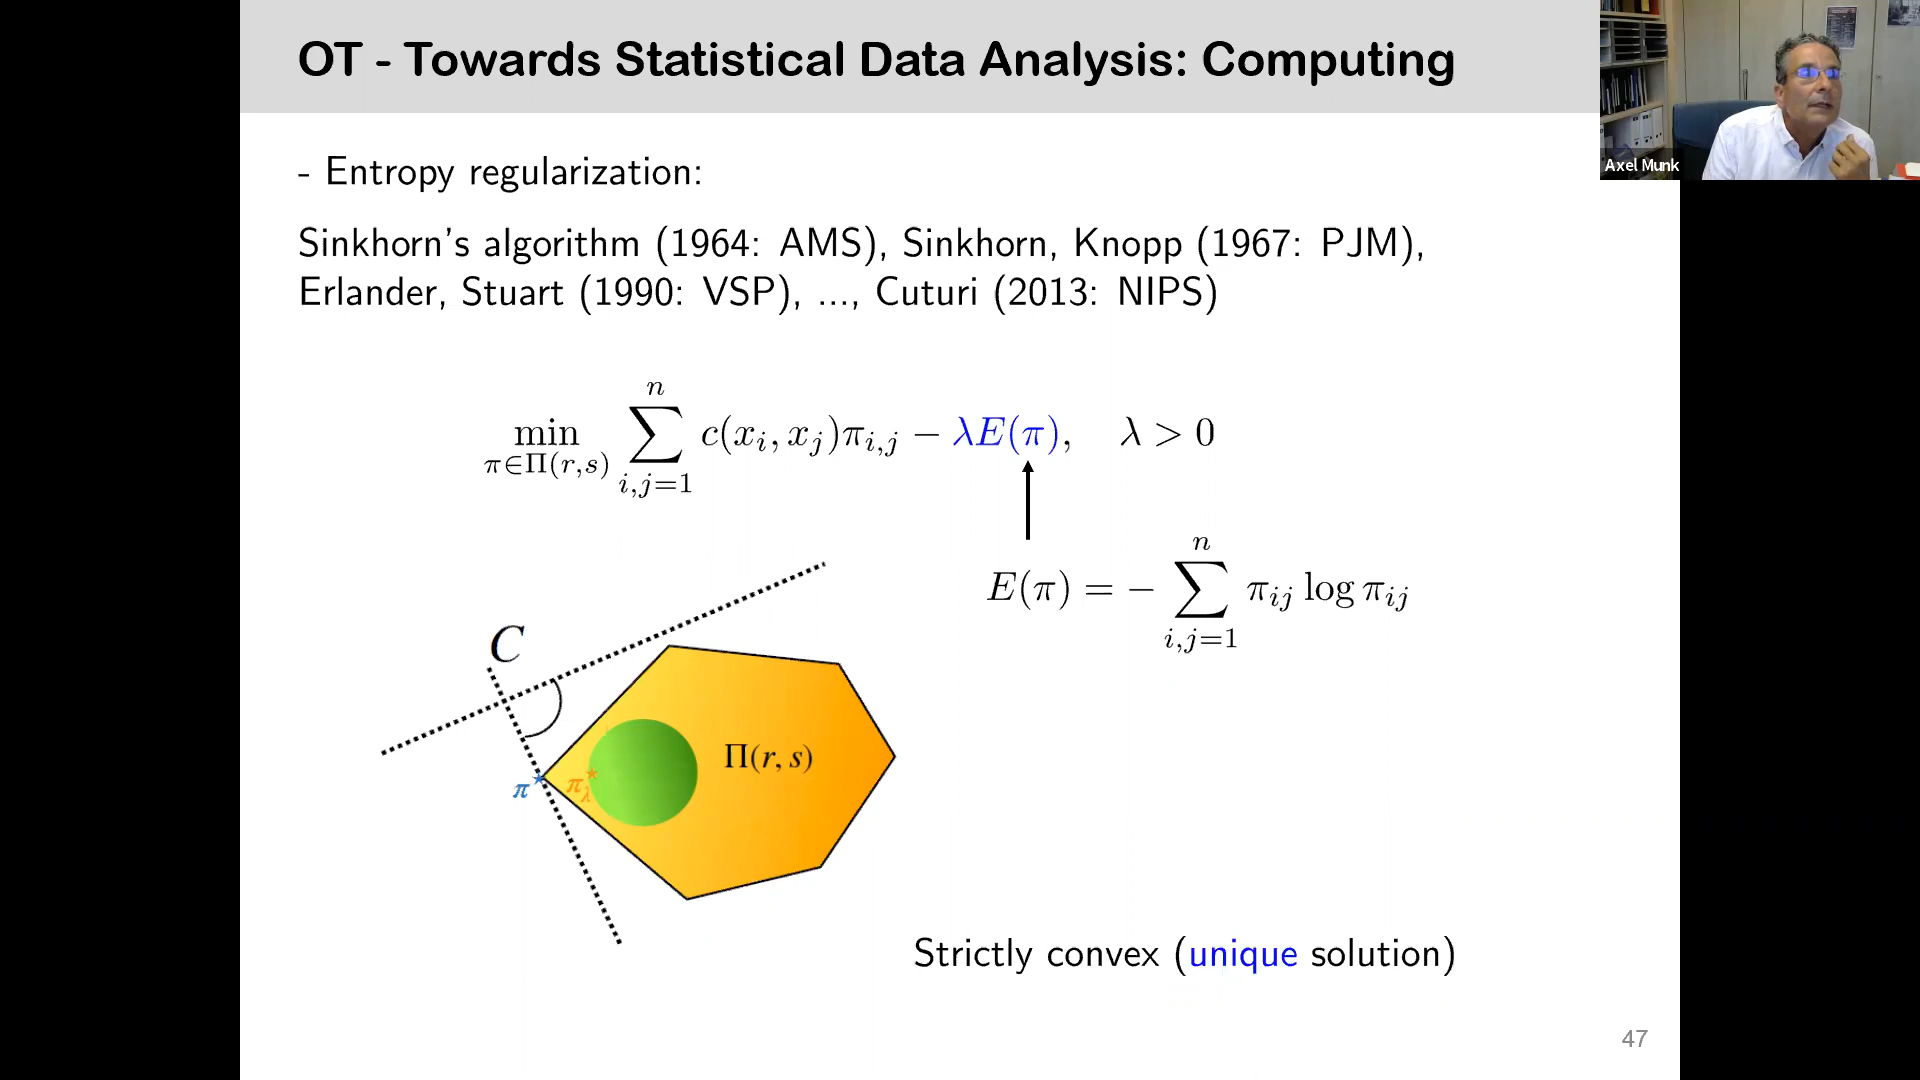 OT - Towards Statistical Data Analysis: Computing
- Entropy regularization:
Sinkhorn's algorithm (1964: AMS), Sinkhorn, Knopp (1967: PJM),
Erlander, Stuart (1990: VSP), ..., Cuturi (2013: NIPS)
min_{π∈Π(r,s)} ∑_{i,j=1}^{n} c(x_i, x_j)π_{i,j} − λE(π), λ > 0
E(π) = − ∑_{i,j=1}^{n} π_{ij} log π_{ij}
C
Π(r, s)
π*
π*_λ
Strictly convex (unique solution)
47
Axel Munk